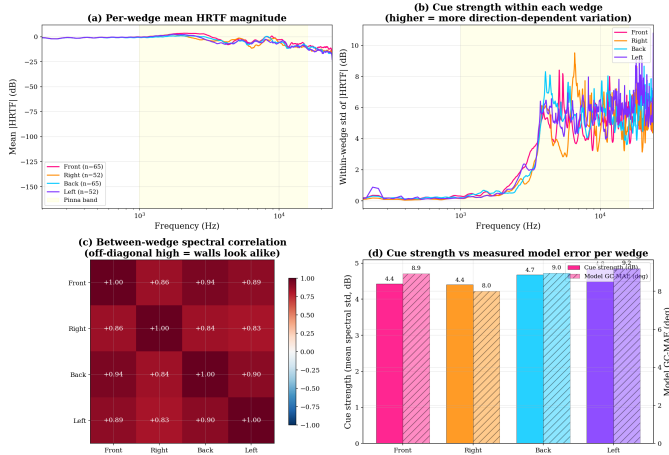 (a) Per-wedge mean HRTF magnitude
0
−25
−50
−75
−100
−125
−150
Mean |HRTF| (dB)
Front (n=65)
Right (n=52)
Back (n=65)
Left (n=52)
Pinna band
10³
10⁴
Frequency (Hz)
(b) Cue strength within each wedge
(higher = more direction-dependent variation)
10
8
6
4
2
0
Within-wedge std of |HRTF| (dB)
Front
Right
Back
Left
10³
10⁴
Frequency (Hz)
(c) Between-wedge spectral correlation
(off-diagonal high = walls look alike)
Front
+1.00 +0.86 +0.94 +0.89
Right
+0.86 +1.00 +0.84 +0.83
Back
+0.94 +0.84 +1.00 +0.90
Left
+0.89 +0.83 +0.90 +1.00
Front Right Back Left
1.00
0.75
0.50
0.25
0.00
−0.25
−0.50
−0.75
−1.00
(d) Cue strength vs measured model error per wedge
Cue strength (dB)
Model GC-MAE (deg)
5
4
3
2
1
0
Cue strength (mean spectral std, dB)
4.4 8.9
4.4 8.0
4.7 9.0
Front Right Back Left
8
6
4
2
0
Model GC-MAE (deg)